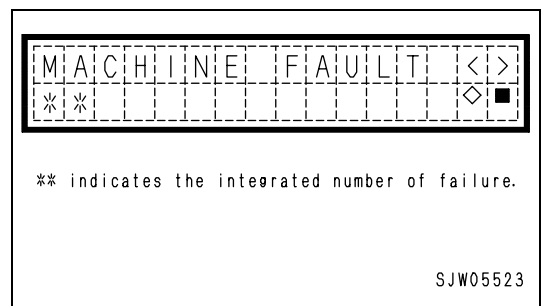 MACHINE FAULT <>
** ◇■
** indicates the integrated number of failure.
SJW05523